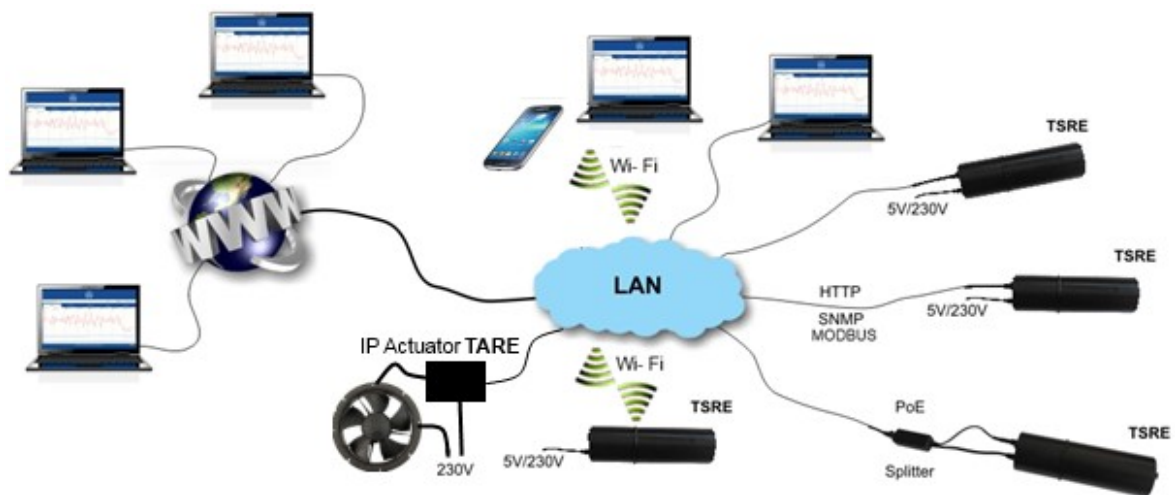 Wi- Fi
TSRE
5V/230V
WWW
LAN
HTTP
SNMP
MODBUS
TSRE
5V/230V
IP Actuator TARE
Wi- Fi
230V
TSRE
5V/230V
PoE
Splitter
TSRE